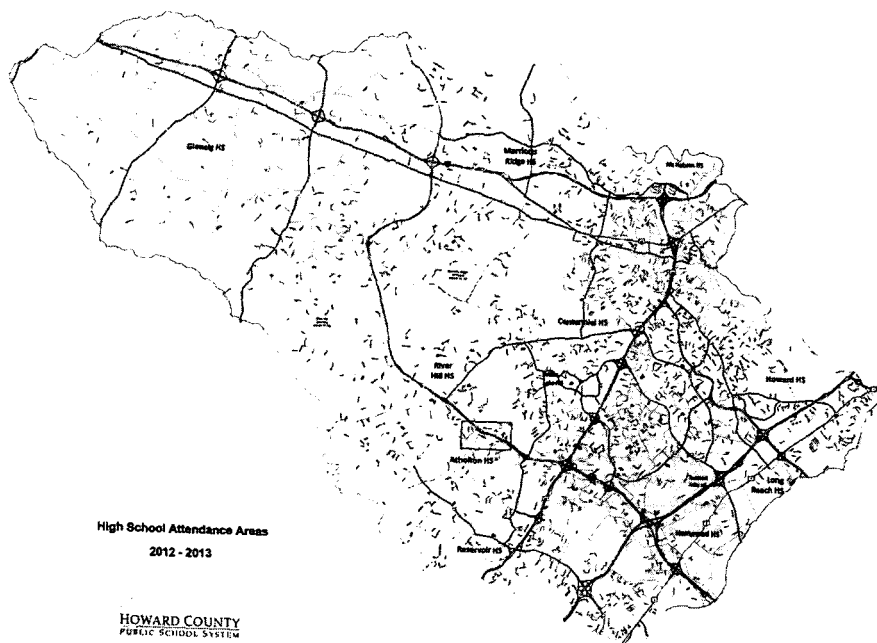 Glenelg HS
Marriotts
Ridge HS
Mt Hebron HS
Centennial HS
River
Hill HS
Howard HS
Atholton HS
Long
Reach HS
Hammond HS
Reservoir HS
High School Attendance Areas
2012 - 2013
HOWARD COUNTY
PUBLIC SCHOOL SYSTEM